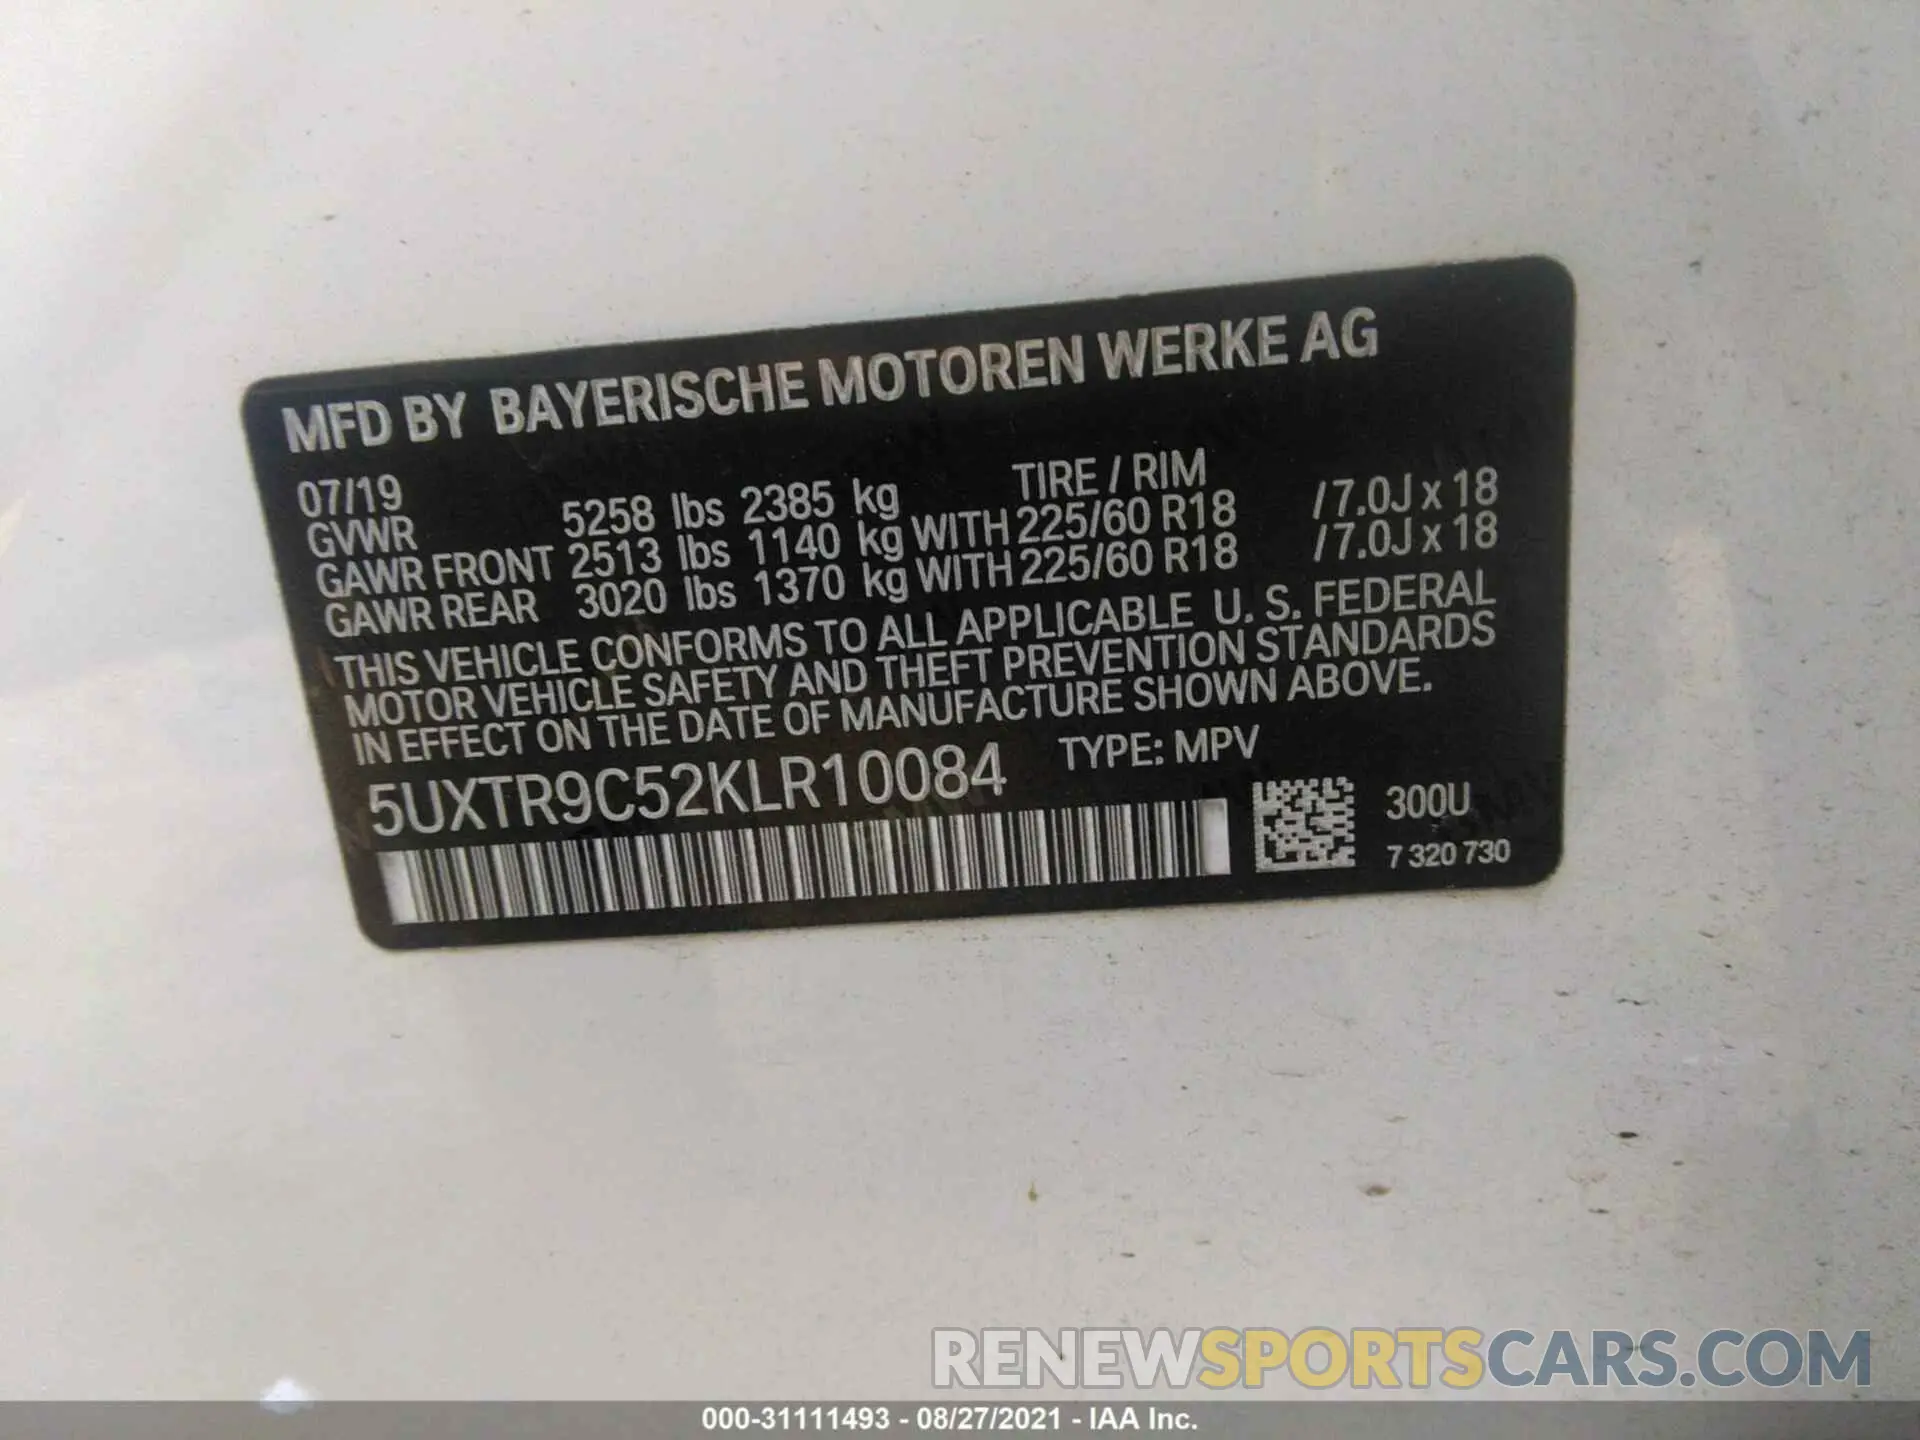 MFD BY BAYERISCHE MOTOREN WERKE AG
07/19 TIRE / RIM
GVWR 5258 lbs 2385 kg
GAWR FRONT 2513 lbs 1140 kg WITH 225/60 R18 /7.0J x 18
GAWR REAR 3020 lbs 1370 kg WITH 225/60 R18 /7.0J x 18
THIS VEHICLE CONFORMS TO ALL APPLICABLE U. S. FEDERAL
MOTOR VEHICLE SAFETY AND THEFT PREVENTION STANDARDS
IN EFFECT ON THE DATE OF MANUFACTURE SHOWN ABOVE.
5UXTR9C52KLR10084 TYPE: MPV
300U
7 320 730
RENEWSPORTSCARS.COM
000-31111493 - 08/27/2021 - IAA Inc.